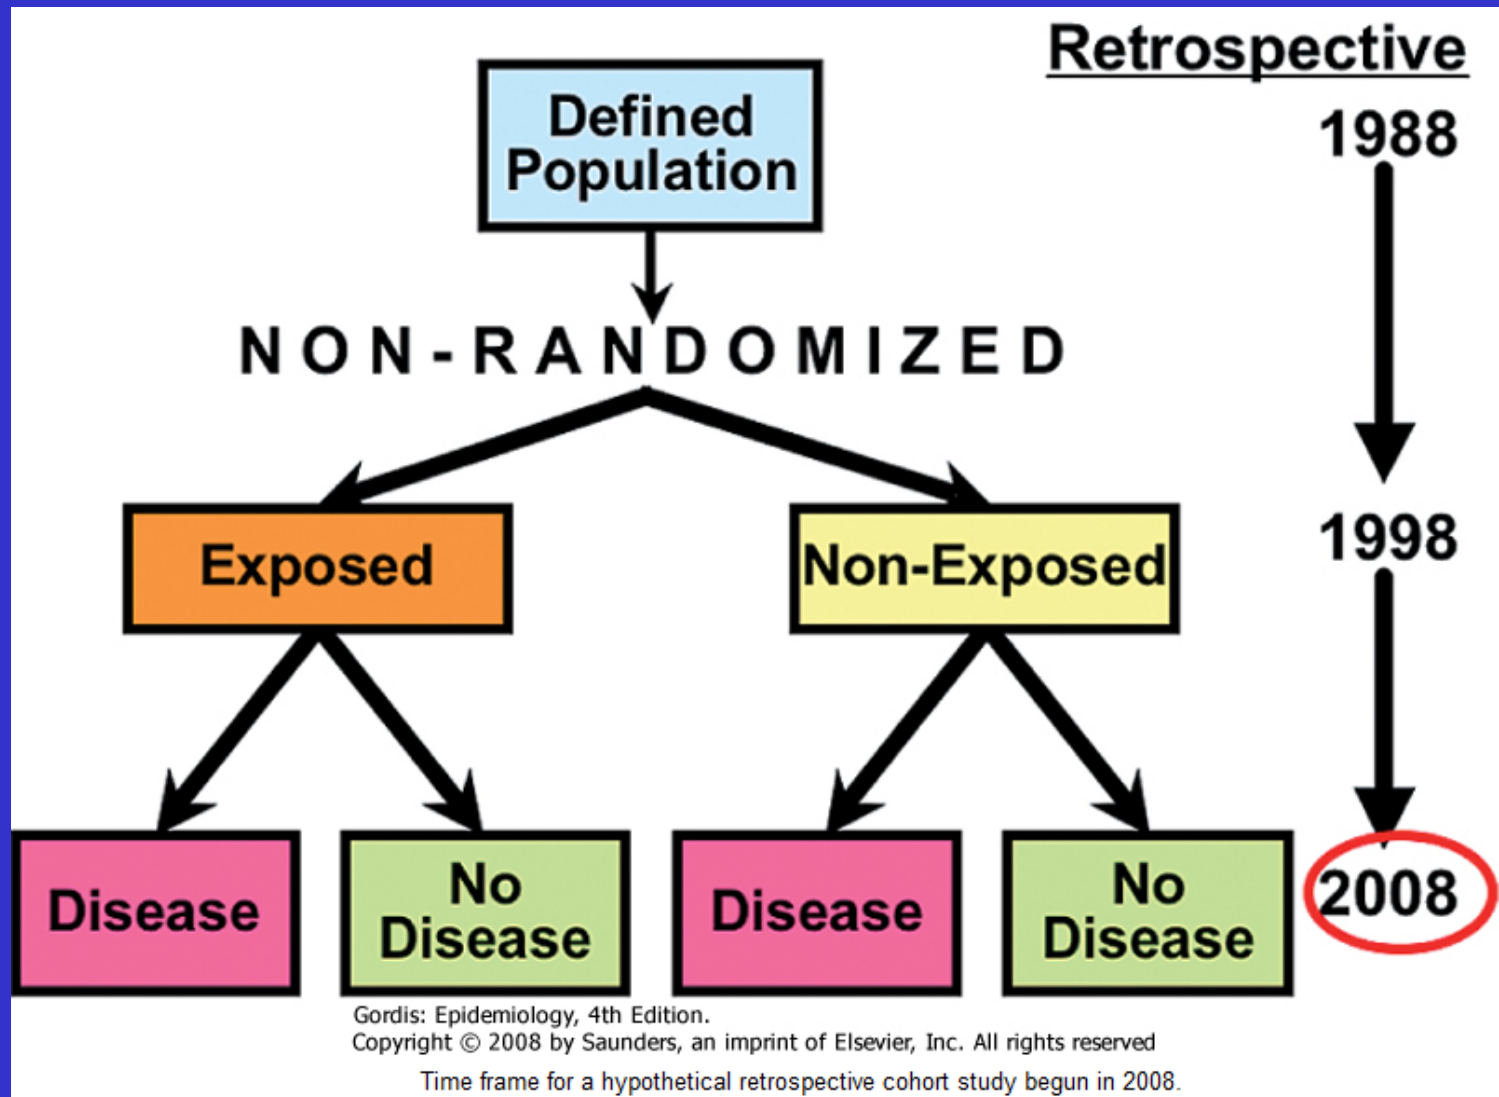 Retrospective
Defined
Population
1988
NON-RANDOMIZED
Exposed
Non-Exposed
1998
Disease
No
Disease
Disease
No
Disease
2008
Gordis: Epidemiology, 4th Edition.
Copyright © 2008 by Saunders, an imprint of Elsevier, Inc. All rights reserved
Time frame for a hypothetical retrospective cohort study begun in 2008.